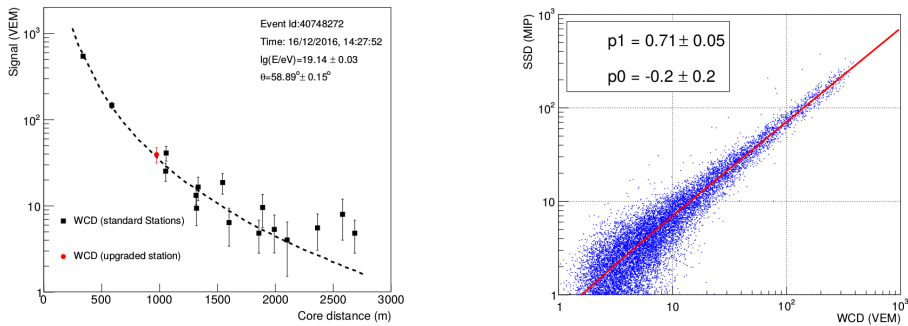 Signal (VEM)
10³
10²
10
1
Event Id:40748272
Time: 16/12/2016, 14:27:52
lg(E/eV)=19.14 ± 0.03
θ=58.89° ± 0.15°
WCD (standard Stations)
WCD (upgraded station)
0 500 1000 1500 2000 2500 3000
Core distance (m)
SSD (MIP)
10³
10²
10
1
p1 = 0.71 ± 0.05
p0 = -0.2 ± 0.2
1 10 10² 10³
WCD (VEM)